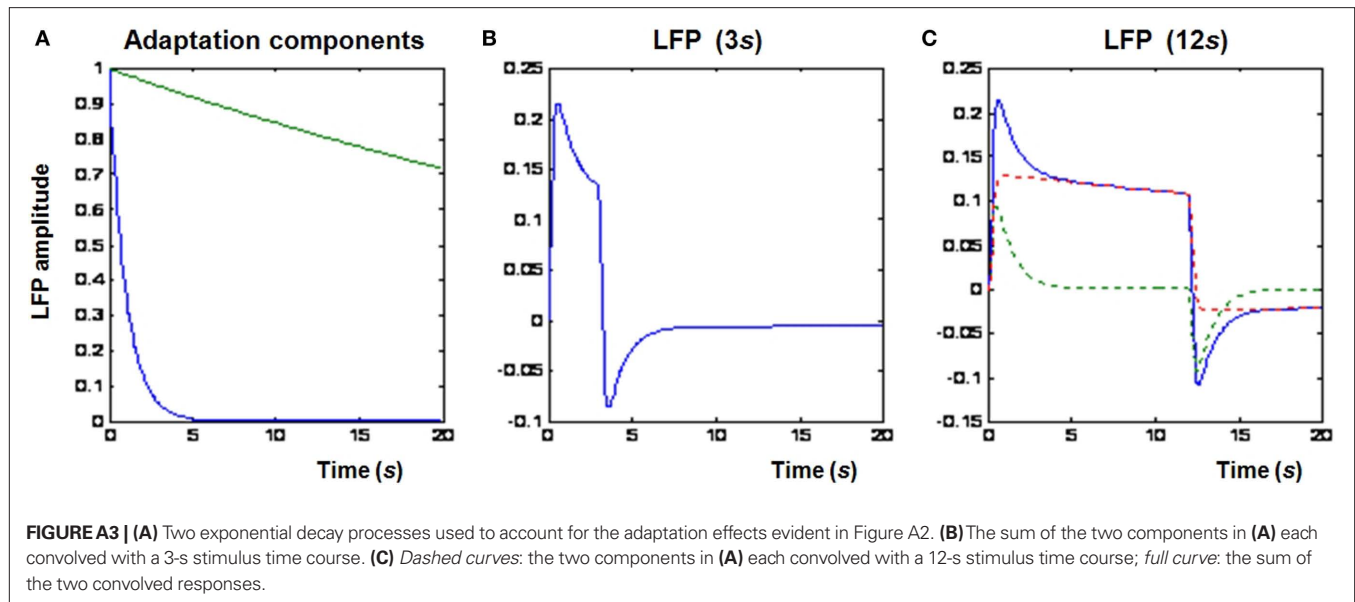 A Adaptation components
B LFP (3s)
C LFP (12s)
LFP amplitude
1
0.9
0.8
0.7
0.6
0.5
0.4
0.3
0.2
0.1
0
0 5 10 15 20
Time (s)
0.25
0.2
0.15
0.1
0.05
0
-0.05
-0.1
0 5 10 15 20
Time (s)
0.25
0.2
0.15
0.1
0.05
0
-0.05
-0.1
-0.15
0 5 10 15 20
Time (s)
FIGURE A3 | (A) Two exponential decay processes used to account for the adaptation effects evident in Figure A2. (B) The sum of the two components in (A) each
convolved with a 3-s stimulus time course. (C) Dashed curves: the two components in (A) each convolved with a 12-s stimulus time course; full curve: the sum of
the two convolved responses.